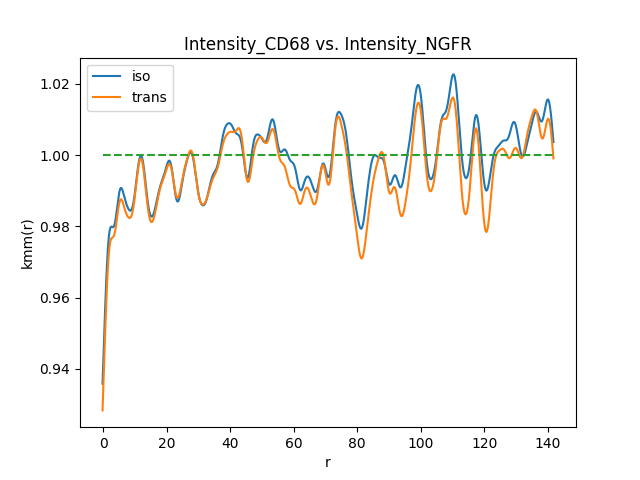 Intensity_CD68 vs. Intensity_NGFR
iso
trans
1.02
1.00
0.98
0.96
0.94
kmm(r)
0 20 40 60 80 100 120 140
r